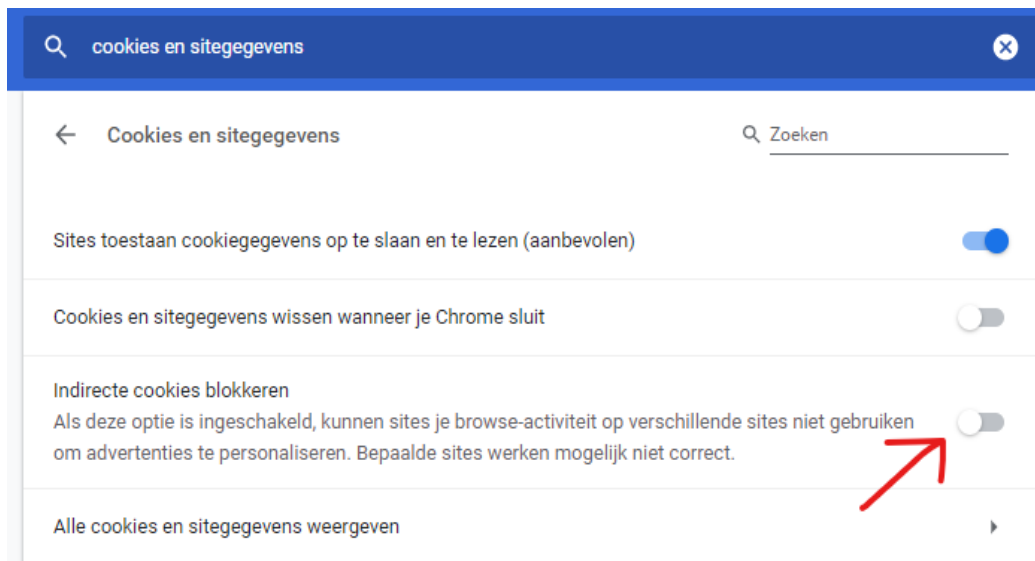 cookies en sitegegevens
Cookies en sitegegevens
Zoeken
Sites toestaan cookiegegevens op te slaan en te lezen (aanbevolen)
Cookies en sitegegevens wissen wanneer je Chrome sluit
Indirecte cookies blokkeren
Als deze optie is ingeschakeld, kunnen sites je browse-activiteit op verschillende sites niet gebruiken
om advertenties te personaliseren. Bepaalde sites werken mogelijk niet correct.
Alle cookies en sitegegevens weergeven